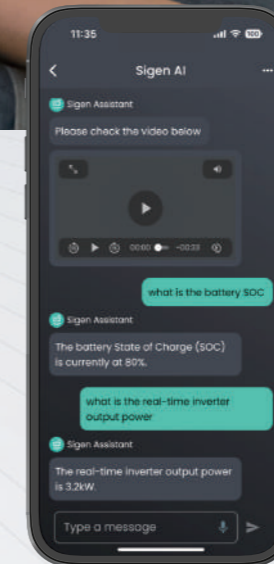 11:35
100
Sigen AI
Sigen Assistant
Please check the video below
00:00
-00:33
what is the battery SOC
Sigen Assistant
The battery State of Charge (SOC)
is currently at 80%.
what is the real-time inverter
output power
Sigen Assistant
The real-time inverter output power
is 3.2kW.
Type a message